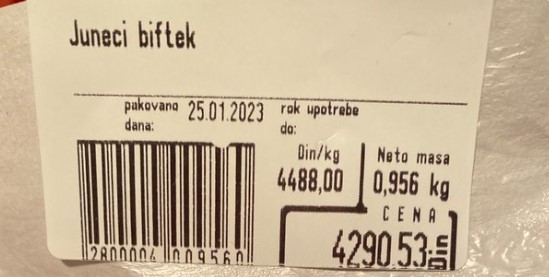 Juneci biftek
pakovano dana: 25.01.2023 rok upotrebe do:
Din/kg Neto masa
4488,00 0,956 kg
CENA
4290.53 Din
2800004 009560